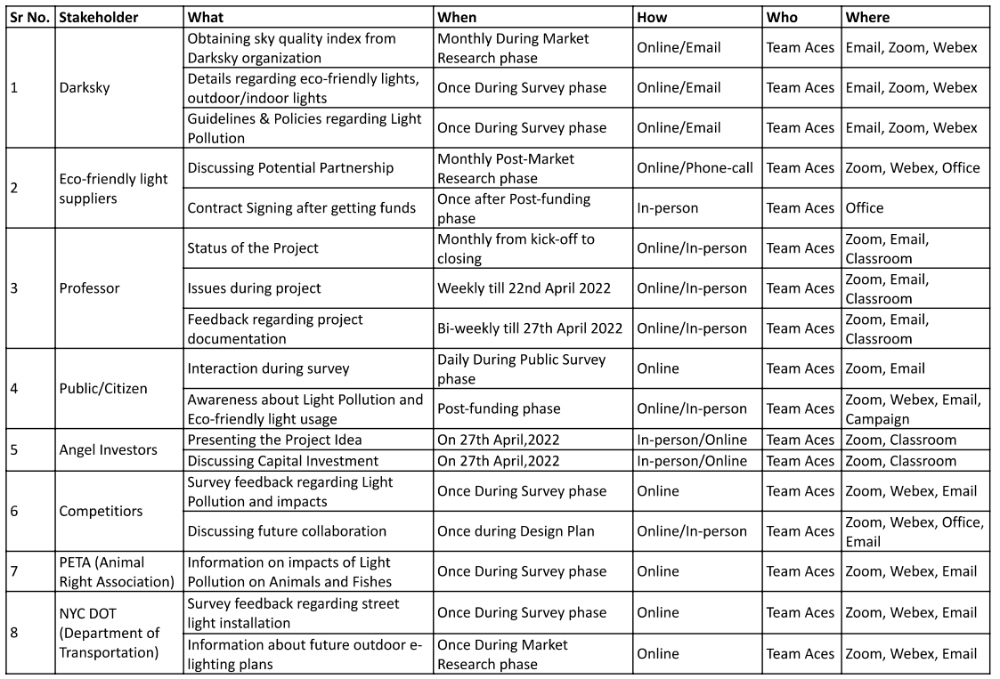 Sr No. Stakeholder What When How Who Where
1 Darksky
Obtaining sky quality index from
Darksky organization
Monthly During Market
Research phase
Online/Email
Team Aces
Email, Zoom, Webex
Details regarding eco-friendly lights,
outdoor/indoor lights
Once During Survey phase
Online/Email
Team Aces
Email, Zoom, Webex
Guidelines & Policies regarding Light
Pollution
Once During Survey phase
Online/Email
Team Aces
Email, Zoom, Webex
2
Eco-friendly light
suppliers
Discussing Potential Partnership
Monthly Post-Market
Research phase
Online/Phone-call
Team Aces
Zoom, Webex, Office
Contract Signing after getting funds
Once after Post-funding
phase
In-person
Team Aces
Office
3
Professor
Status of the Project
Monthly from kick-off to
closing
Online/In-person
Team Aces
Zoom, Email,
Classroom
Issues during project
Weekly till 22nd April 2022
Online/In-person
Team Aces
Zoom, Email,
Classroom
Feedback regarding project
documentation
Bi-weekly till 27th April 2022
Online/In-person
Team Aces
Zoom, Email,
Classroom
4
Public/Citizen
Interaction during survey
Daily During Public Survey
phase
Online
Team Aces
Zoom, Email
Awareness about Light Pollution and
Eco-friendly light usage
Post-funding phase
Online/In-person
Team Aces
Zoom, Webex, Email,
Campaign
5
Angel Investors
Presenting the Project Idea
On 27th April,2022
In-person/Online
Team Aces
Zoom, Classroom
Discussing Capital Investment
On 27th April,2022
In-person/Online
Team Aces
Zoom, Classroom
6
Competitiors
Survey feedback regarding Light
Pollution and impacts
Once During Survey phase
Online
Team Aces
Zoom, Webex, Email
Discussing future collaboration
Once during Design Plan
Online/In-person
Team Aces
Zoom, Webex, Office,
Email
7
PETA (Animal
Right Association)
Information on impacts of Light
Pollution on Animals and Fishes
Once During Survey phase
Online
Team Aces
Zoom, Webex, Email
8
NYC DOT
(Department of
Transportation)
Survey feedback regarding street
light installation
Once During Survey phase
Online
Team Aces
Zoom, Webex, Email
Information about future outdoor e-
lighting plans
Once During Market
Research phase
Online
Team Aces
Zoom, Webex, Email